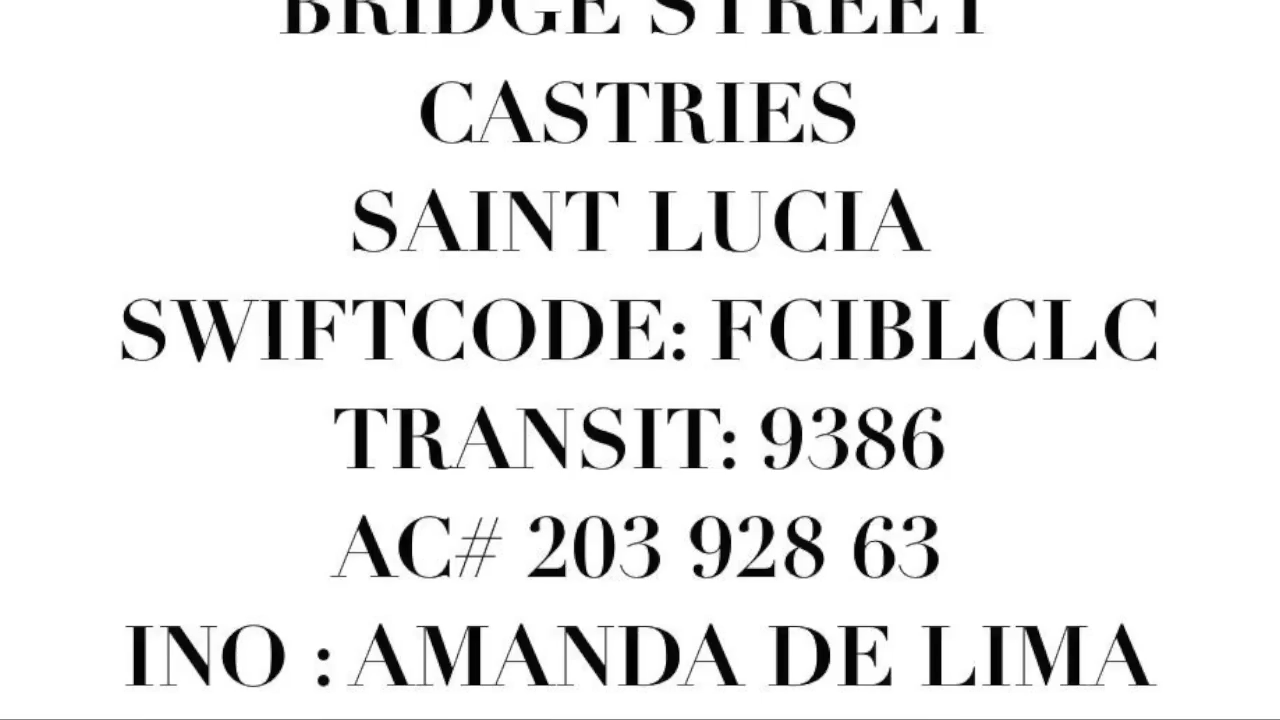 BRIDGE STREET
CASTRIES
SAINT LUCIA
SWIFTCODE: FCIBLCLC
TRANSIT: 9386
AC# 203 928 63
INO : AMANDA DE LIMA